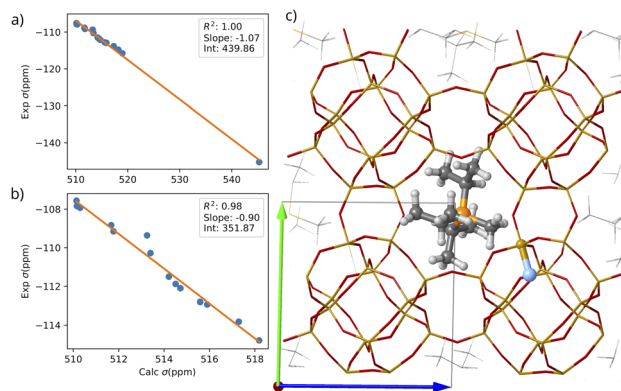 a)
−110
−120
−130
−140
Exp σ(ppm)
R²: 1.00
Slope: -1.07
Int: 439.86
510
520
530
540
b)
−108
−110
−112
−114
Exp σ(ppm)
R²: 0.98
Slope: -0.90
Int: 351.87
510
512
514
516
518
Calc σ(ppm)
c)